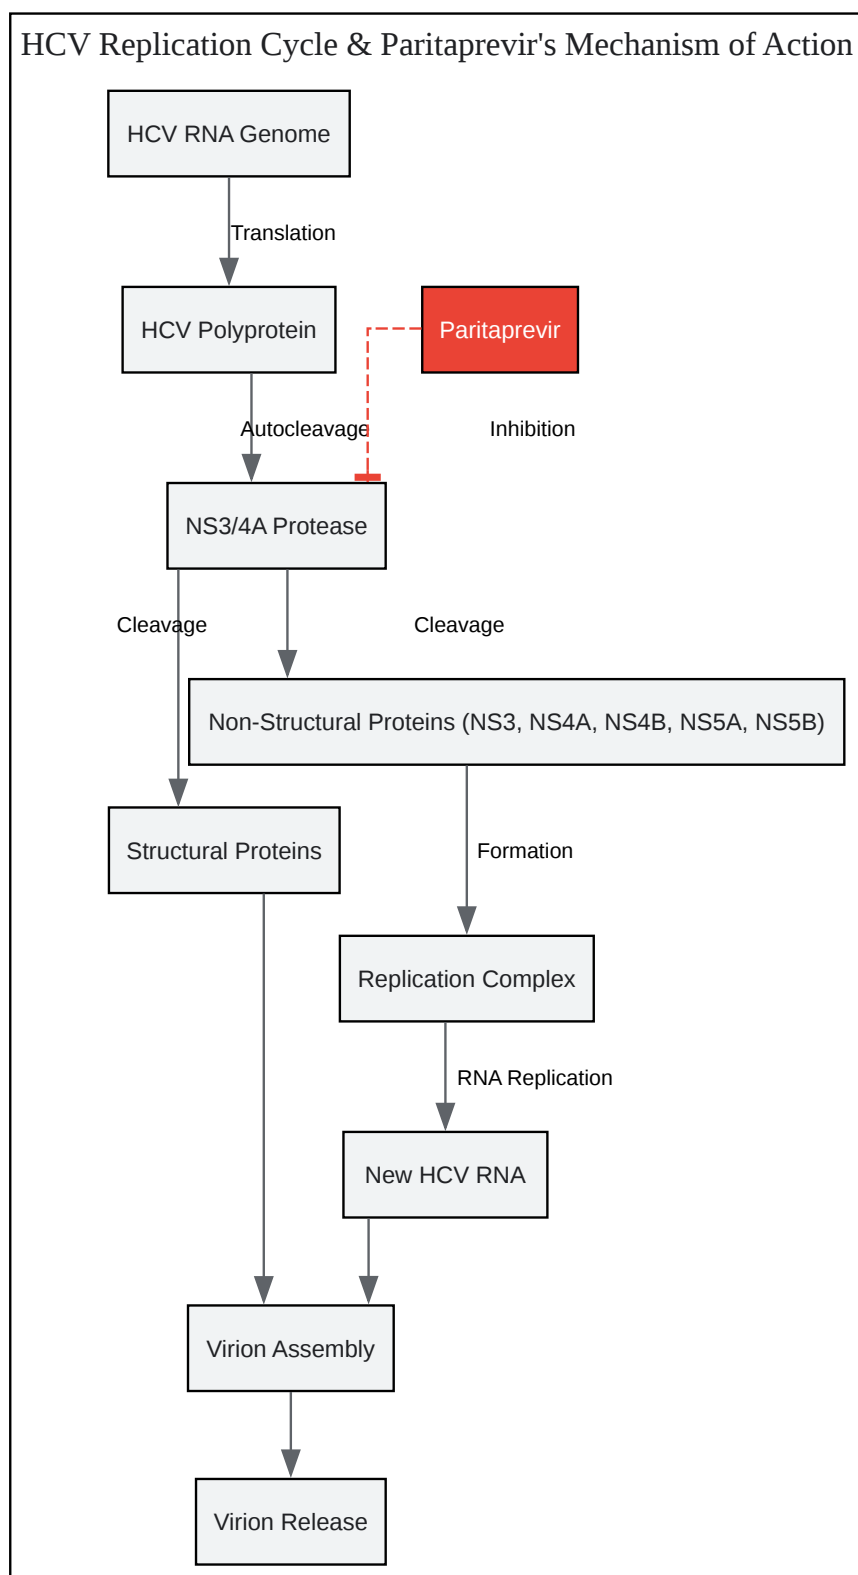 HCV Replication Cycle & Paritaprevir's Mechanism of Action
HCV RNA Genome
Translation
HCV Polyprotein
Paritaprevir
Autocleavage
Inhibition
NS3/4A Protease
Cleavage
Cleavage
Non-Structural Proteins (NS3, NS4A, NS4B, NS5A, NS5B)
Structural Proteins
Formation
Replication Complex
RNA Replication
New HCV RNA
Virion Assembly
Virion Release